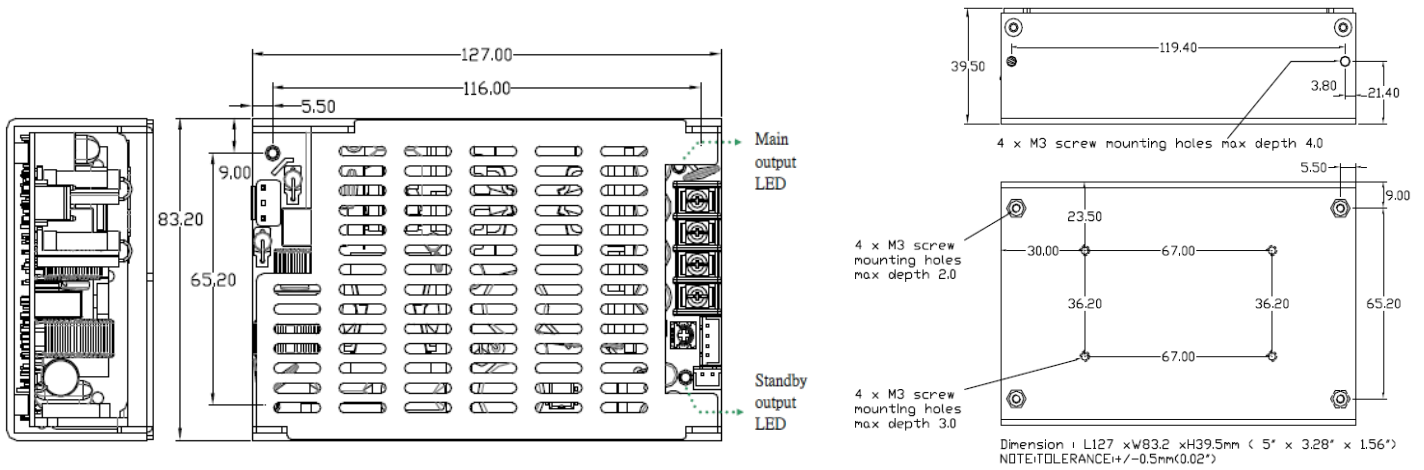 127.00
116.00
5.50
9.00
83.20
65.20
Main
output
LED
Standby
output
LED
39.50
119.40
3.80
21.40
4 x M3 screw mounting holes max depth 4.0
5.50
9.00
23.50
4 x M3 screw
mounting holes
max depth 2.0
30.00
67.00
36.20
36.20
65.20
67.00
4 x M3 screw
mounting holes
max depth 3.0
Dimension : L127 xW83.2 xH39.5mm ( 5" x 3.28" x 1.56")
NOTE:TOLERANCE:+/-0.5mm(0.02")